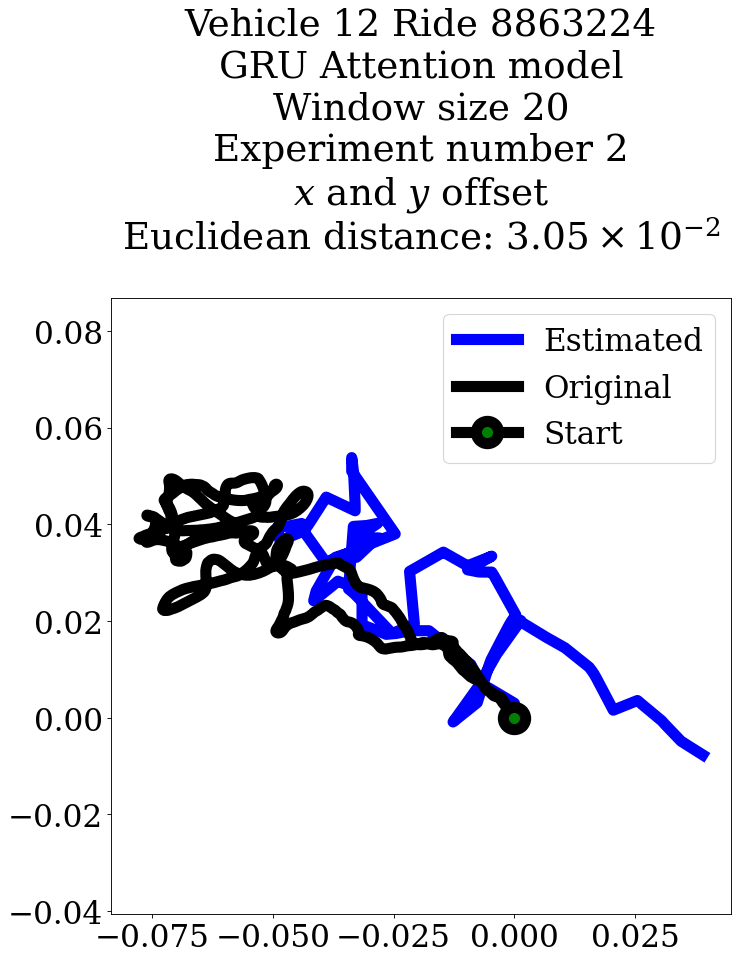 Vehicle 12 Ride 8863224
GRU Attention model
Window size 20
Experiment number 2
x and y offset
Euclidean distance: 3.05 × 10⁻²
Estimated
Original
Start
0.08
0.06
0.04
0.02
0.00
−0.02
−0.04
−0.075 −0.050 −0.025 0.000 0.025